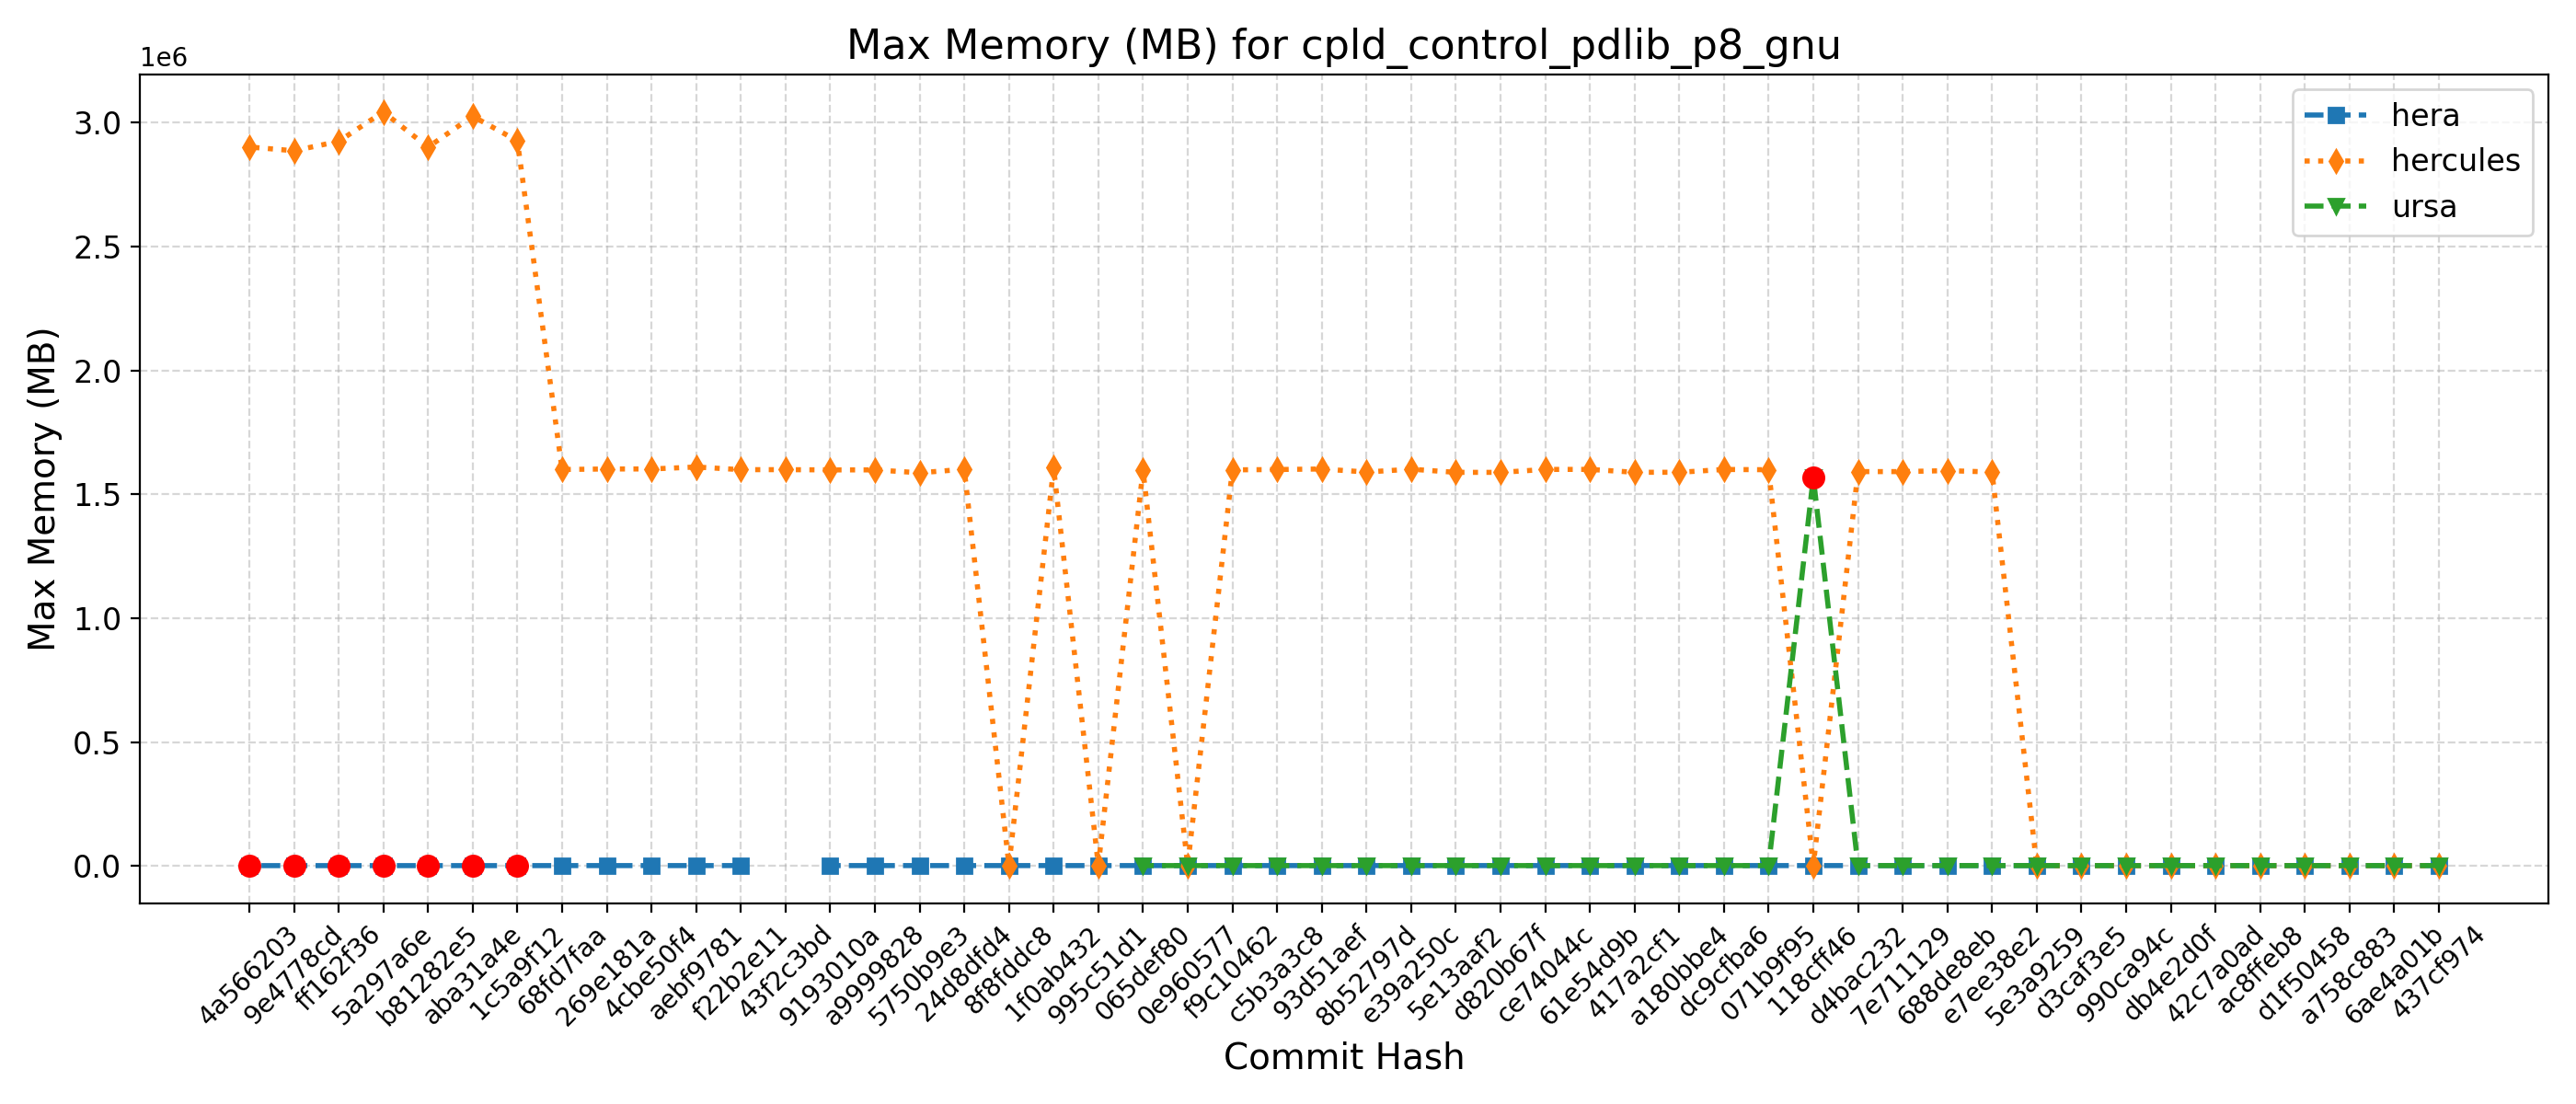 Max Memory (MB) for cpld_control_pdlib_p8_gnu
1e6
3.0
2.5
2.0
1.5
1.0
0.5
0.0
Max Memory (MB)
hera
hercules
ursa
4a566203
9e4778cd
ff162f36
5a297a6e
b81282e5
aba31a4e
1c5a9f12
68fd7faa
269e181a
4cbe50f4
aebf9781
f22b2e11
43f2c3bd
9193010a
a9999828
5750b9e3
24d8dfd4
8f8fddc8
1f0ab432
995c51d1
065def80
0e960577
f9c10462
c5b3a3c8
93d51aef
8b52797d
e39a250c
5e13aaf2
d820b67f
ce74044c
61e54d9b
417a2cf1
a180bbe4
dc9cfba6
071b9f95
118cff46
d4bac232
7e711129
688de8eb
e7ee38e2
5e3a9259
d3caf3e5
990ca94c
db4e2d0f
42c7a0ad
ac8ffeb8
d1f50458
a758c883
6ae4a01b
437cf974
Commit Hash